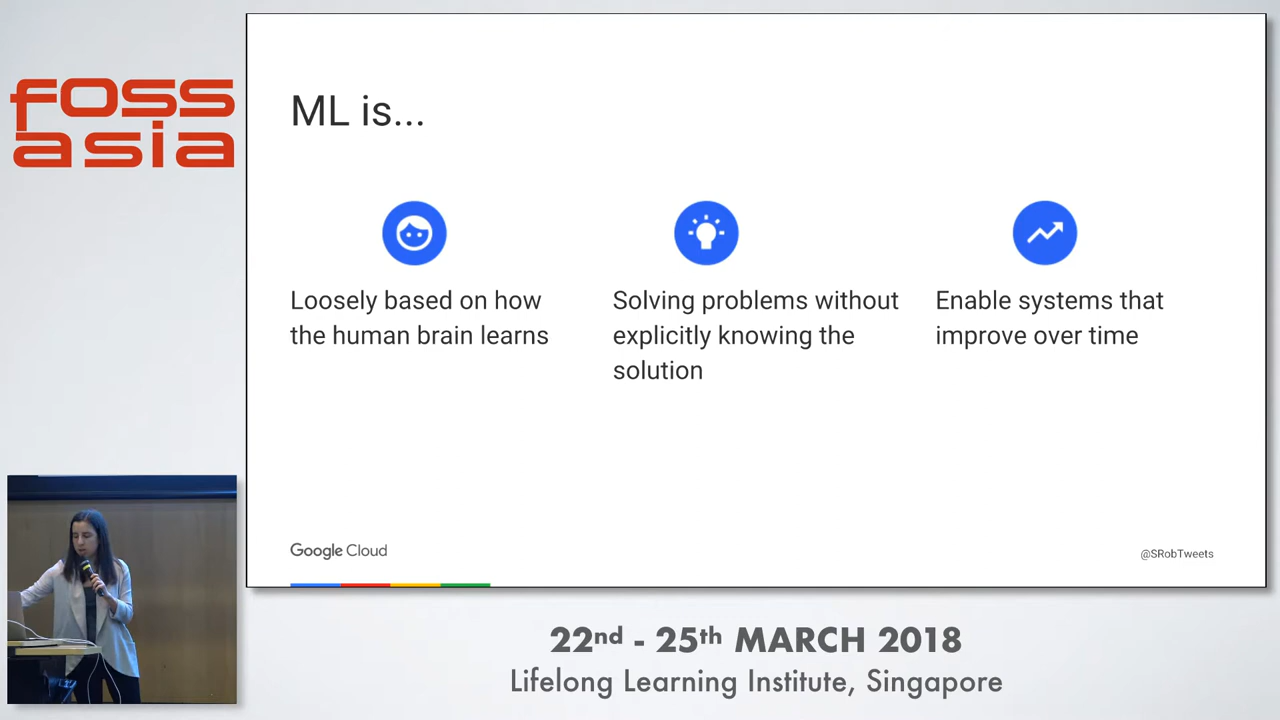 foss
asia
ML is...
Loosely based on how
the human brain learns
Solving problems without
explicitly knowing the
solution
Enable systems that
improve over time
Google Cloud
@SRobTweets
22nd - 25th MARCH 2018
Lifelong Learning Institute, Singapore